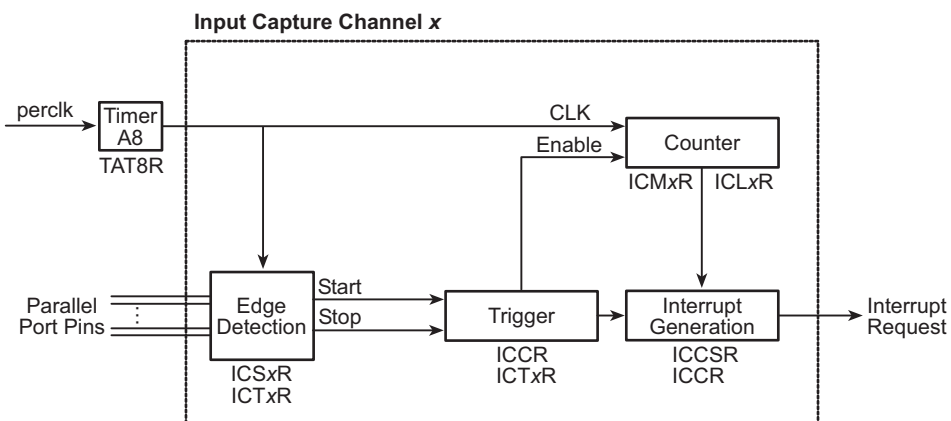 Input Capture Channel x
perclk
Timer
A8
TAT8R
CLK
Enable
Counter
ICMxR
ICLxR
Parallel
Port Pins
Edge
Detection
ICSxR
ICTxR
Start
Stop
Trigger
ICCR
ICTxR
Interrupt
Generation
ICCSR
ICCR
Interrupt
Request